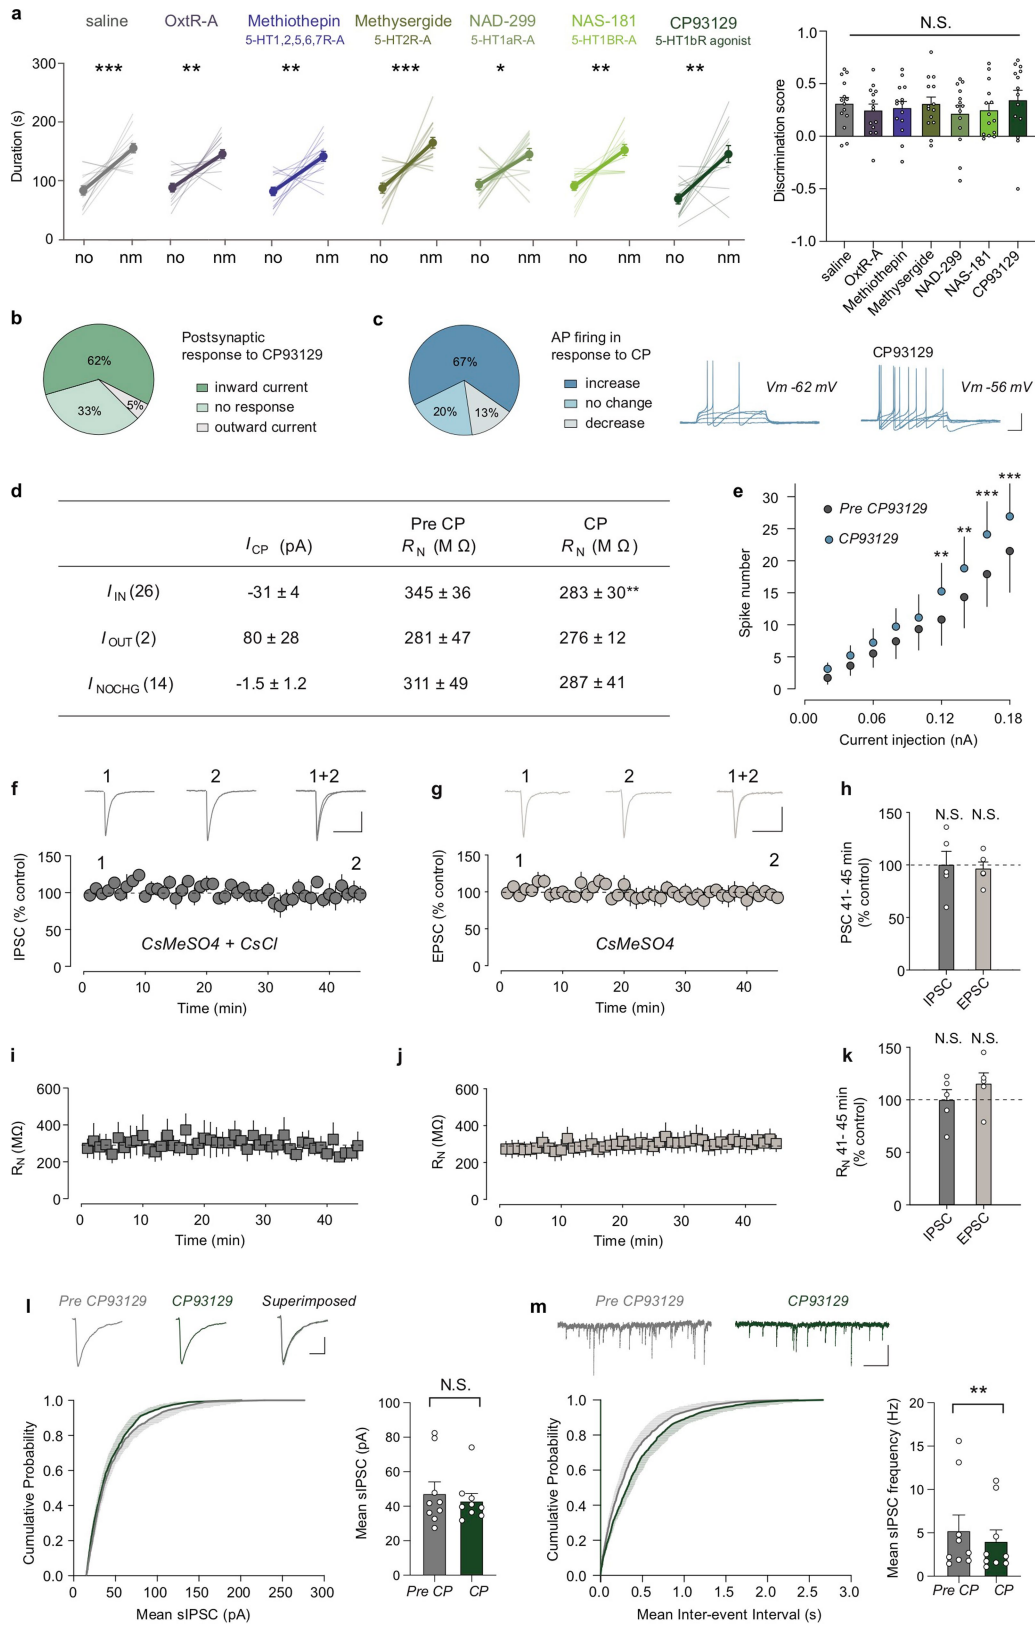 a
saline OxtR-A Methiothepin Methysergide NAD-299 NAS-181 CP93129
5-HT1,2,5,6,7R-A 5-HT2R-A 5-HT1aR-A 5-HT1BR-A 5-HT1bR agonist
*** ** ** *** * ** **
Duration (s)
300
200
100
0
no nm no nm no nm no nm no nm no nm no nm
N.S.
Discrimination score
1.0
0.5
0.0
-0.5
-1.0
saline OxtR-A Methiothepin Methysergide NAD-299 NAS-181 CP93129
b
62%
33%
5%
Postsynaptic
response to CP93129
inward current
no response
outward current
c
67%
20%
13%
AP firing in
response to CP
increase
no change
decrease
CP93129
Vm -62 mV
Vm -56 mV
d
Pre CP CP
I CP (pA) R N (M Ω) R N (M Ω)
I IN (26) -31 ± 4 345 ± 36 283 ± 30**
I OUT (2) 80 ± 28 281 ± 47 276 ± 12
I NOCHG (14) -1.5 ± 1.2 311 ± 49 287 ± 41
e
Pre CP93129
CP93129
** ** *** ***
Spike number
30
25
20
15
10
5
0
0.00 0.06 0.12 0.18
Current injection (nA)
f
1 2 1+2
1 2
IPSC (% control)
150
100
50
0
CsMeSO4 + CsCl
0 10 20 30 40
Time (min)
g
1 2 1+2
1 2
EPSC (% control)
150
100
50
0
CsMeSO4
0 10 20 30 40
Time (min)
h
N.S. N.S.
PSC 41- 45 min
(% control)
150
100
50
0
IPSC EPSC
i
RN (MΩ)
600
400
200
0
0 10 20 30 40
Time (min)
j
RN (MΩ)
600
400
200
0
0 10 20 30 40
Time (min)
k
N.S. N.S.
RN 41- 45 min
(% control)
150
100
50
0
IPSC EPSC
l
Pre CP93129 CP93129 Superimposed
Cumulative Probability
1.0
0.8
0.6
0.4
0.2
0.0
0 50 100 150 200 250 300
Mean sIPSC (pA)
N.S.
Mean sIPSC (pA)
100
80
60
40
20
0
Pre CP CP
m
Pre CP93129 CP93129
Cumulative Probability
1.0
0.8
0.6
0.4
0.2
0.0
0.0 0.5 1.0 1.5 2.0 2.5 3.0
Mean Inter-event Interval (s)
**
Mean sIPSC frequency (Hz)
20
15
10
5
0
Pre CP CP